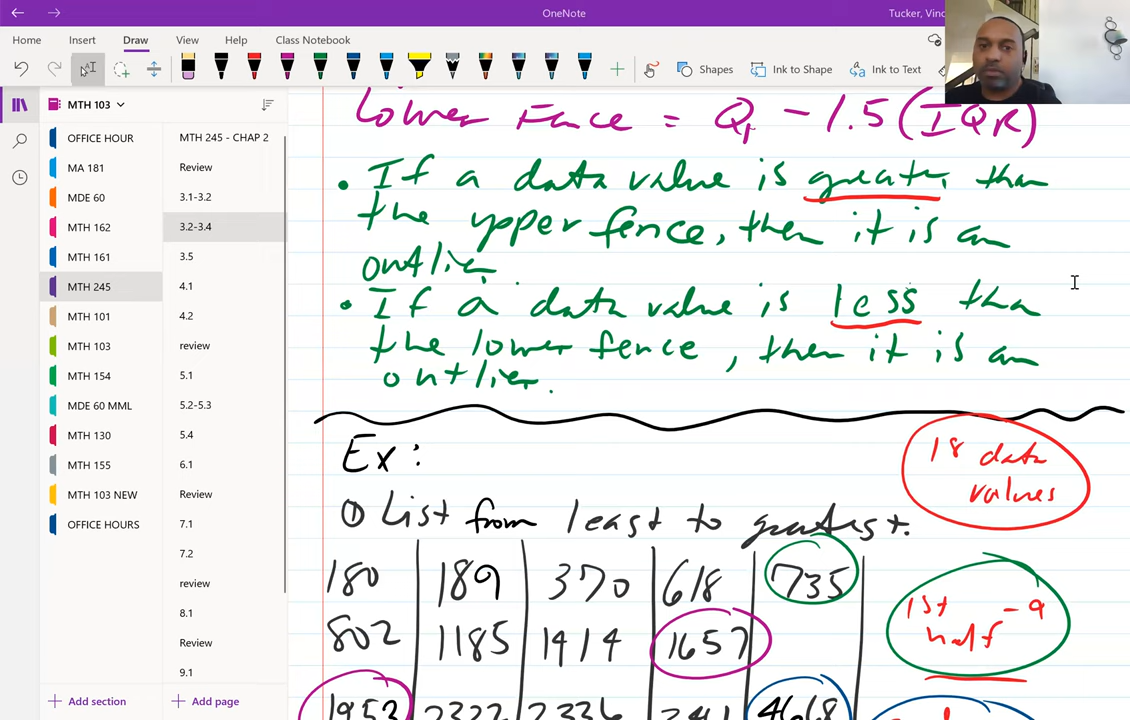 OneNote
Tucker, Vinc
Home Insert Draw View Help Class Notebook
Shapes Ink to Shape Ink to Text
MTH 103
OFFICE HOUR
MA 181
MDE 60
MTH 162
MTH 161
MTH 245
MTH 101
MTH 103
MTH 154
MDE 60 MML
MTH 130
MTH 155
MTH 103 NEW
OFFICE HOURS
Add section
MTH 245 - CHAP 2
Review
3.1-3.2
3.2-3.4
3.5
4.1
4.2
review
5.1
5.2-5.3
5.4
6.1
Review
7.1
7.2
review
8.1
Review
9.1
Add page
Lower Fence = Q1 - 1.5 (IQR)
• If a data value is greater than
the upper fence, then it is an
outlier.
• If a data value is less than
the lower fence, then it is an
outlier.
Ex:
18 data
values
① List from least to greatest.
180 189 370 618 735
802 1185 1414 1657
1st - 9
half
1953 2322 2336 4668